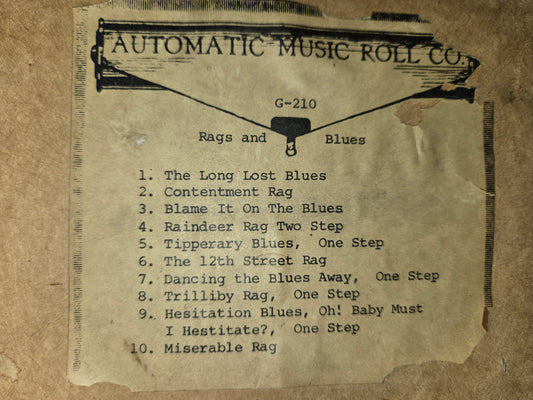 AUTOMATIC MUSIC ROLL CO.
G-210
Rags and Blues
1. The Long Lost Blues
2. Contentment Rag
3. Blame It On The Blues
4. Raindeer Rag Two Step
5. Tipperary Blues, One Step
6. The 12th Street Rag
7. Dancing the Blues Away, One Step
8. Trilliby Rag, One Step
9. Hesitation Blues, Oh! Baby Must
I Hestitate?, One Step
10. Miserable Rag